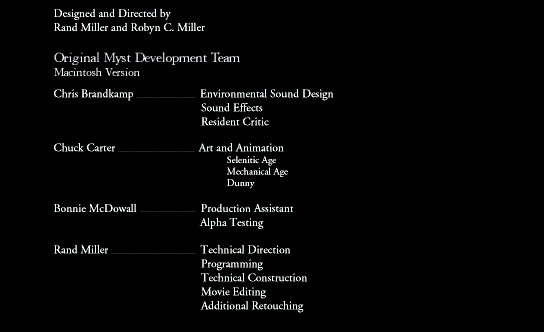 Designed and Directed by
Rand Miller and Robyn C. Miller
Original Myst Development Team
Macintosh Version
Chris Brandkamp Environmental Sound Design
Sound Effects
Resident Critic
Chuck Carter Art and Animation
Selenitic Age
Mechanical Age
Dunny
Bonnie McDowall Production Assistant
Alpha Testing
Rand Miller Technical Direction
Programming
Technical Construction
Movie Editing
Additional Retouching